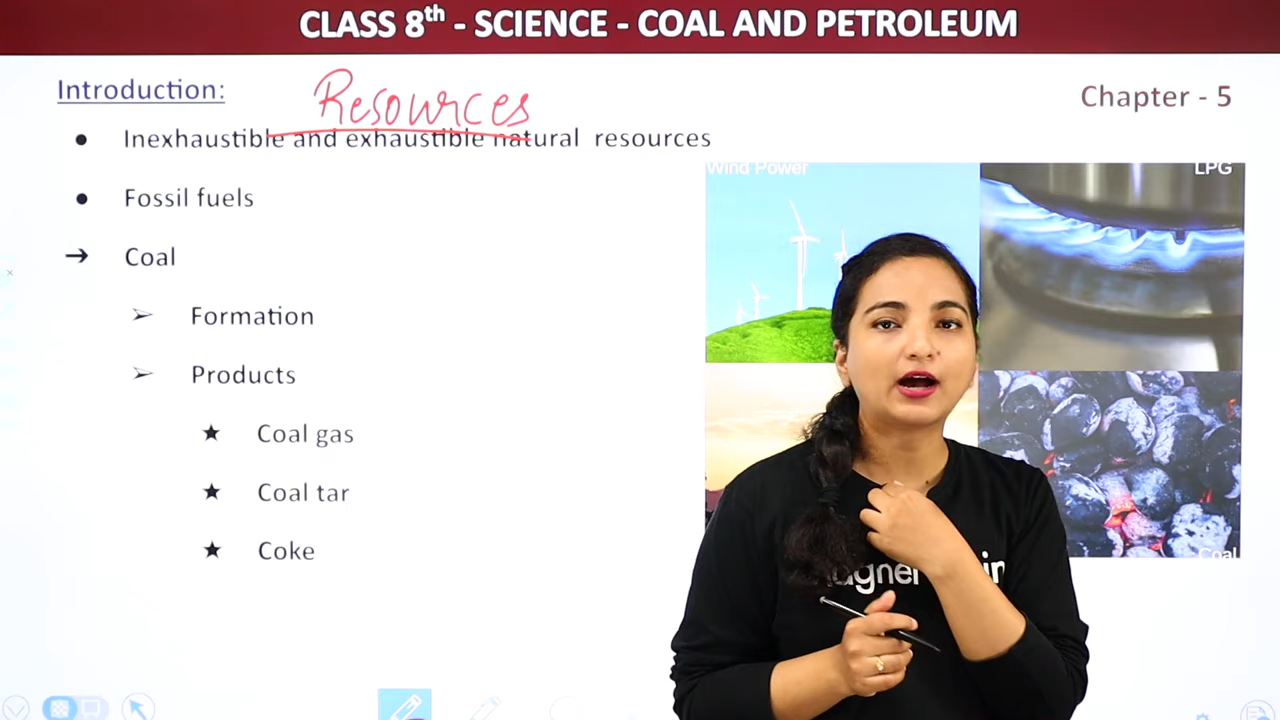 CLASS 8th - SCIENCE - COAL AND PETROLEUM
Introduction:
Resources
Chapter - 5
● Inexhaustible and exhaustible natural resources
● Fossil fuels
➔ Coal
➢ Formation
➢ Products
★ Coal gas
★ Coal tar
★ Coke
Wind Power
LPG
Coal